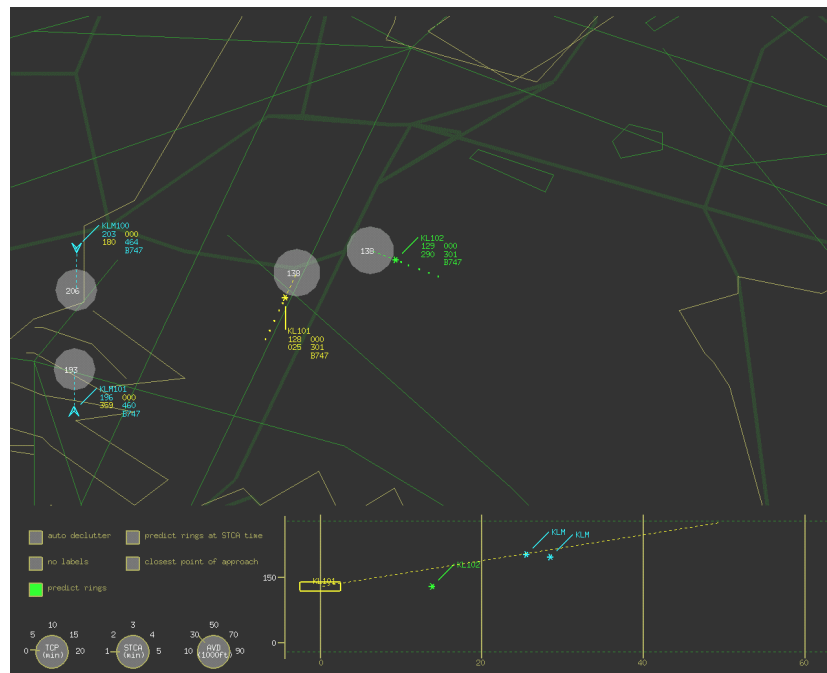 KLM100
203 000
180 464
B747
206
KL102
129 000
290 301
B747
138
138
KL101
128 000
025 301
B747
193
KLM101
196 000
359 460
B747
auto declutter
predict rings at STCA time
no labels
closest point of approach
predict rings
KLM
KLM
KL102
KL101
150
0
0 20 40 60
10
5 15
0 20
TCP
(min)
3
2 4
1 5
STCA
(min)
50
30 70
10 90
AVD
(1000ft)